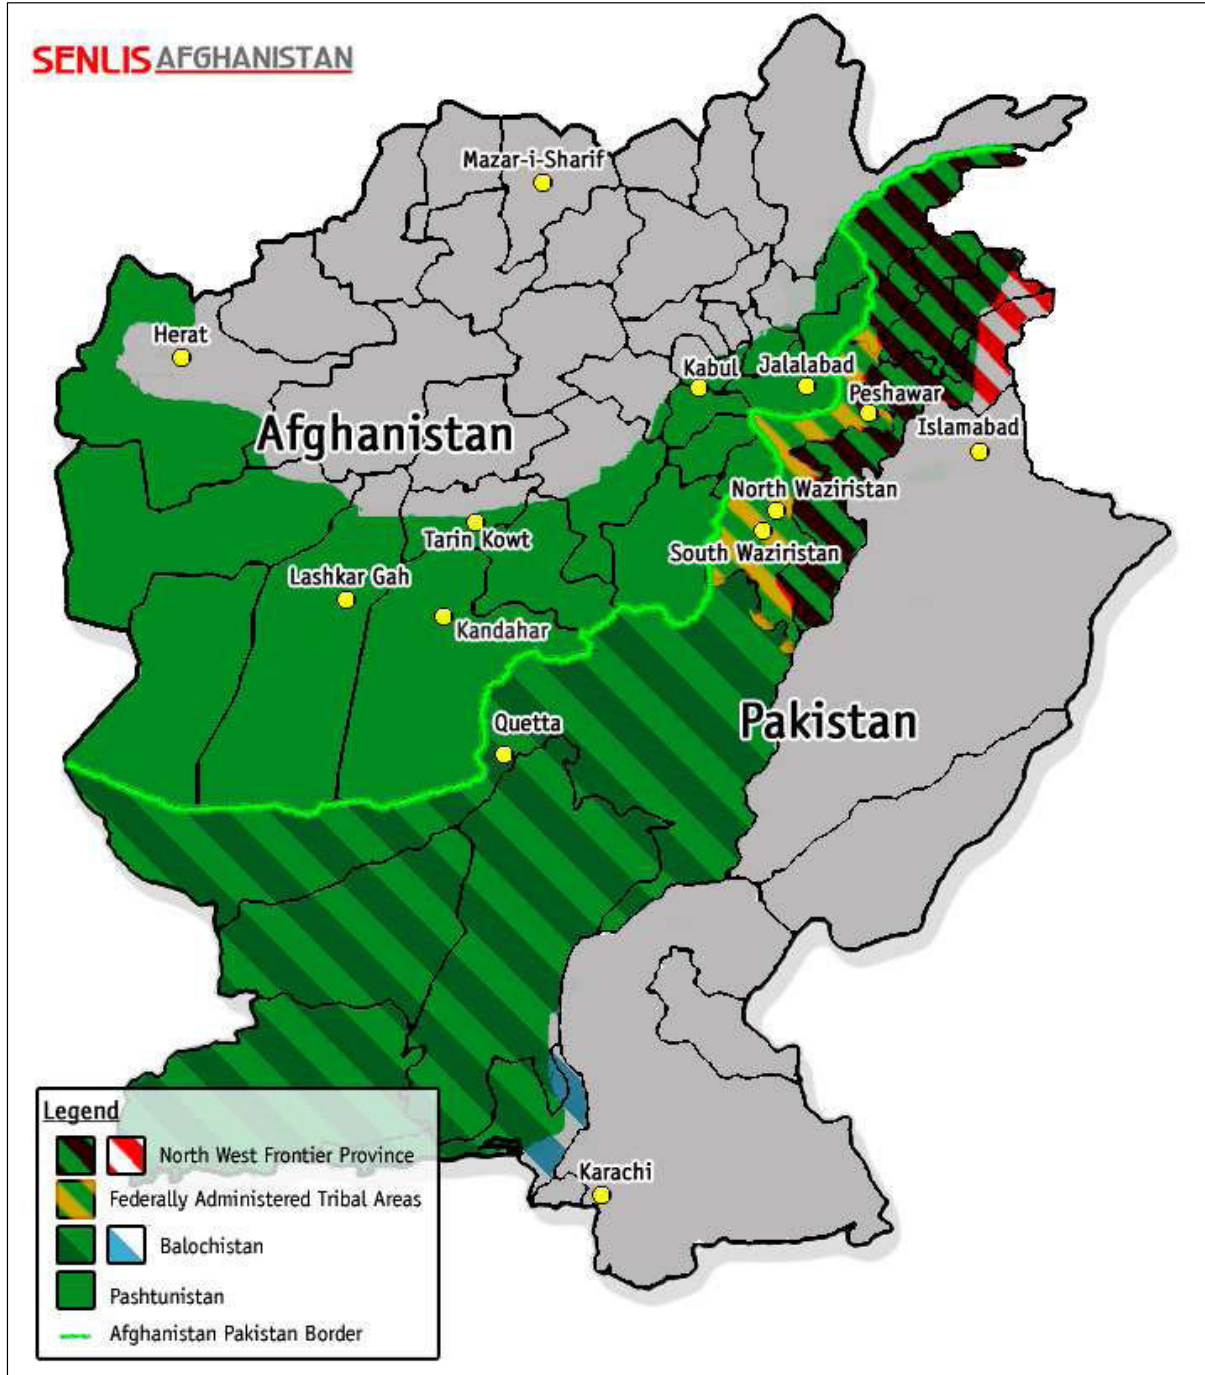 SENLIS AFGHANISTAN
Mazar-i-Sharif
Herat
Kabul
Jalalabad
Peshawar
Islamabad
Afghanistan
North Waziristan
Tarin Kowt
South Waziristan
Lashkar Gah
Kandahar
Quetta
Pakistan
Karachi
Legend
North West Frontier Province
Federally Administered Tribal Areas
Balochistan
Pashtunistan
Afghanistan Pakistan Border